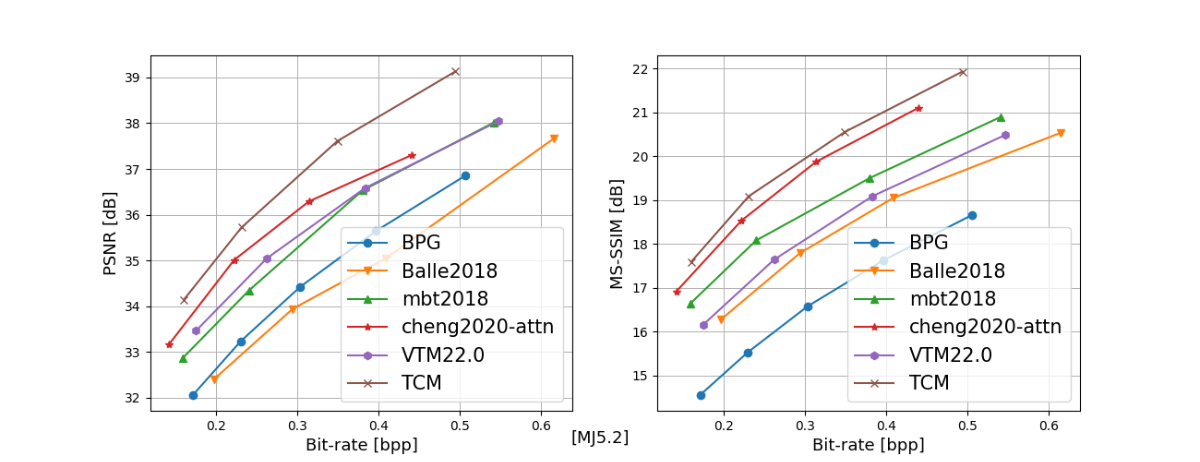 PSNR [dB]
39
38
37
36
35
34
33
32
0.2 0.3 0.4 0.5 0.6
Bit-rate [bpp]
BPG
Balle2018
mbt2018
cheng2020-attn
VTM22.0
TCM
[MJ5.2]
MS-SSIM [dB]
22
21
20
19
18
17
16
15
0.2 0.3 0.4 0.5 0.6
Bit-rate [bpp]
BPG
Balle2018
mbt2018
cheng2020-attn
VTM22.0
TCM